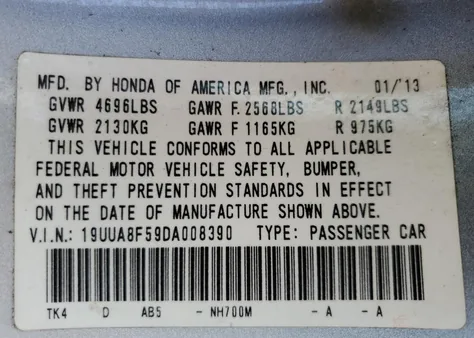 MFD. BY HONDA OF AMERICA MFG., INC. 01/'13
GVWR 4696LBS GAWR F. 2568LBS R 2149LBS
GVWR 2130KG GAWR F 1165KG R 975KG
THIS VEHICLE CONFORMS TO ALL APPLICABLE
FEDERAL MOTOR VEHICLE SAFETY, BUMPER,
AND THEFT PREVENTION STANDARDS IN EFFECT
ON THE DATE OF MANUFACTURE SHOWN ABOVE.
V.I.N.: 19UUA8F59DA008390 TYPE: PASSENGER CAR
TK4 D AB5 - NH700M - A - A